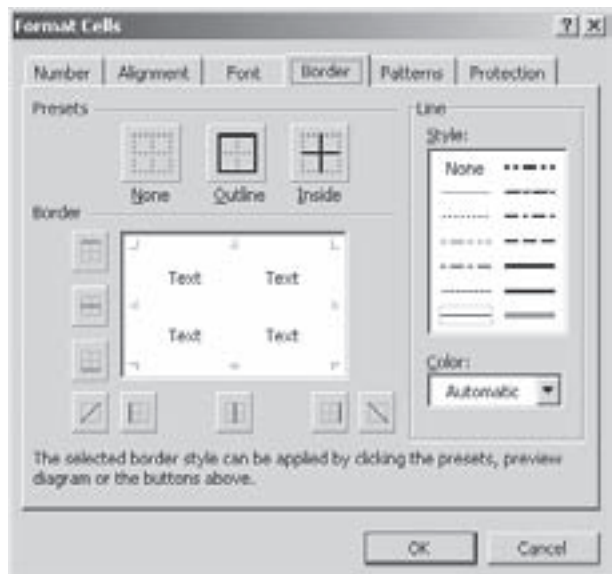 Format Cells
Number Alignment Font Border Patterns Protection
Presets
None Outline Inside
Border
Text Text
Text Text
Line
Style:
None
Color:
Automatic
The selected border style can be applied by clicking the presets, preview
diagram or the buttons above.
OK Cancel